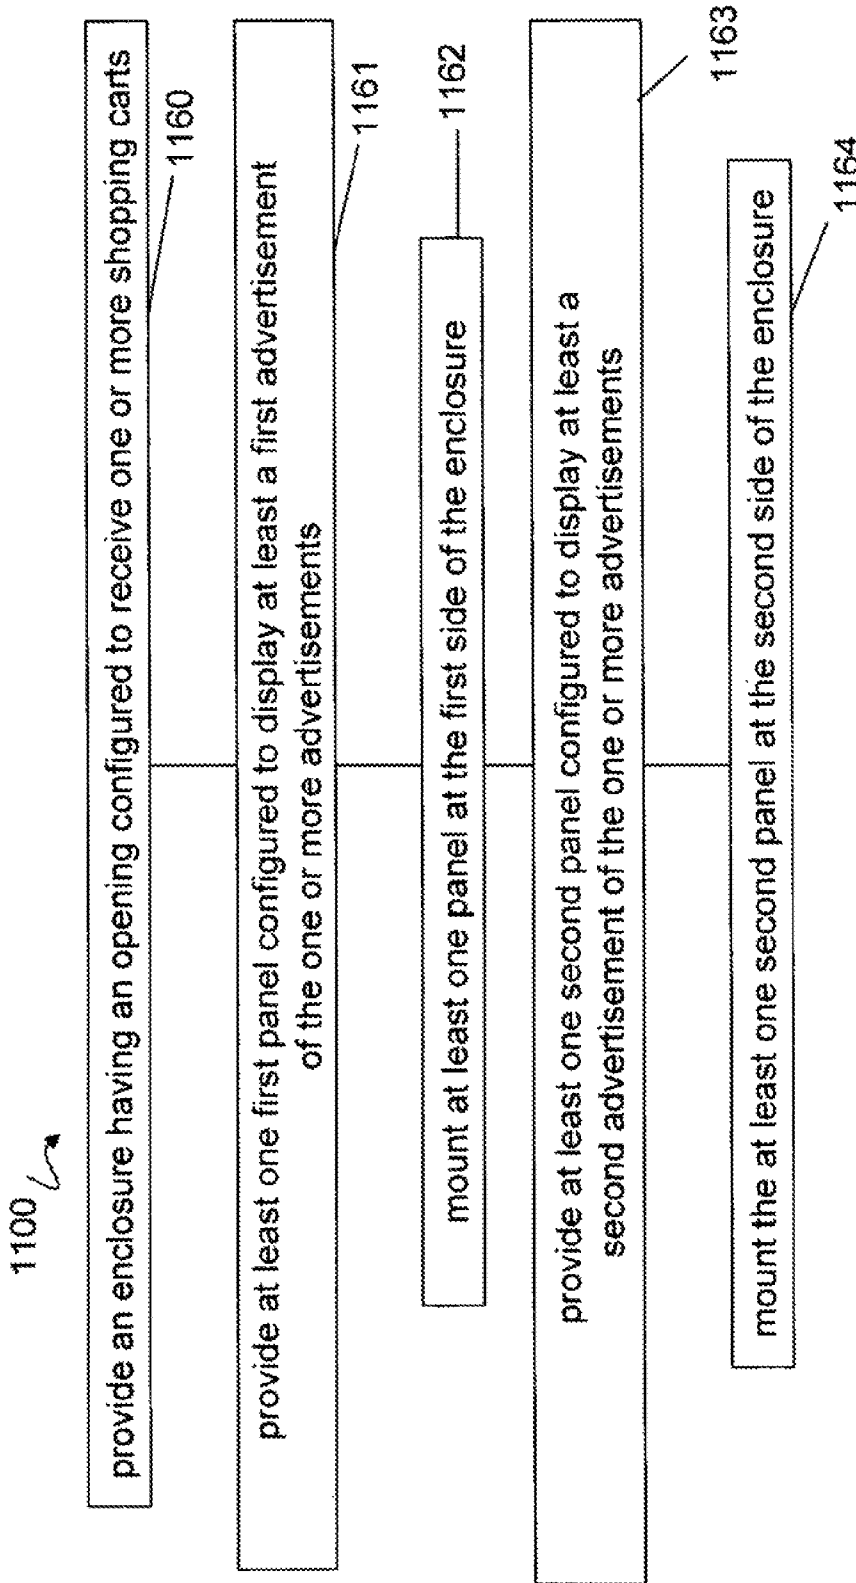 1100
provide an enclosure having an opening configured to receive one or more shopping carts
1160
provide at least one first panel configured to display at least a first advertisement
of the one or more advertisements
1161
mount at least one panel at the first side of the enclosure
1162
provide at least one second panel configured to display at least a
second advertisement of the one or more advertisements
1163
mount the at least one second panel at the second side of the enclosure
1164